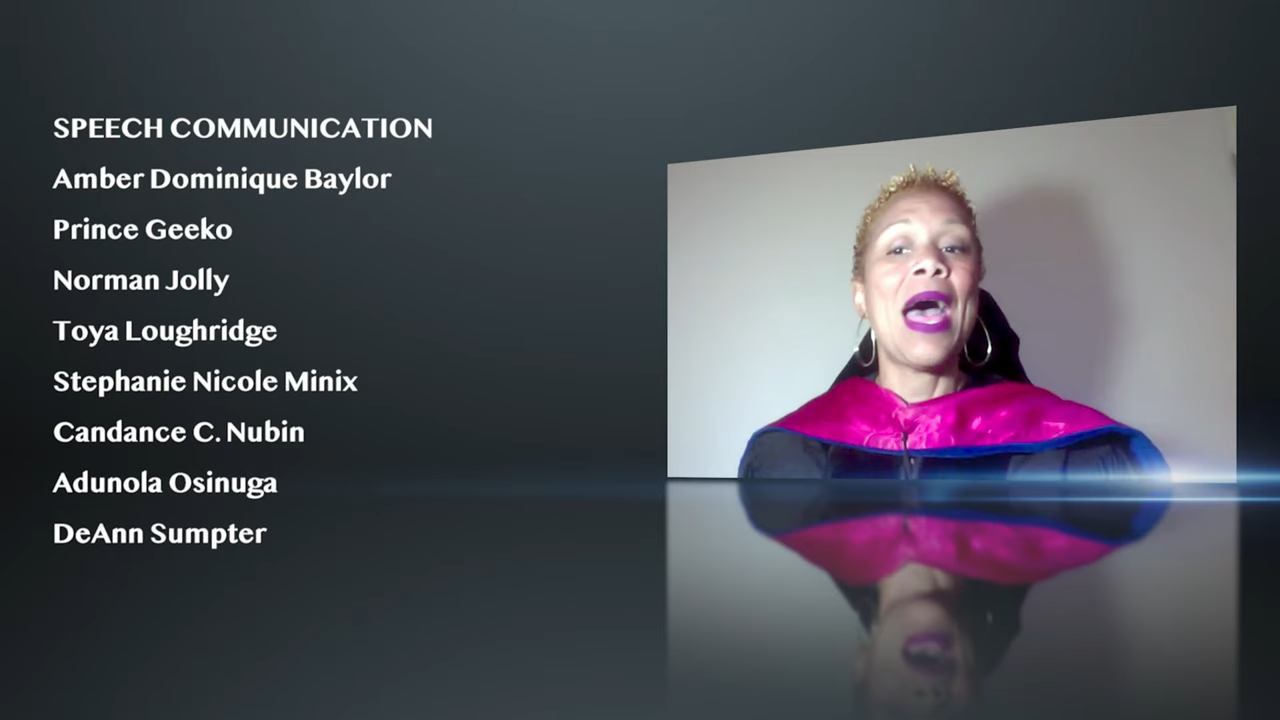 SPEECH COMMUNICATION
Amber Dominique Baylor
Prince Geeko
Norman Jolly
Toya Loughridge
Stephanie Nicole Minix
Candance C. Nubin
Adunola Osinuga
DeAnn Sumpter